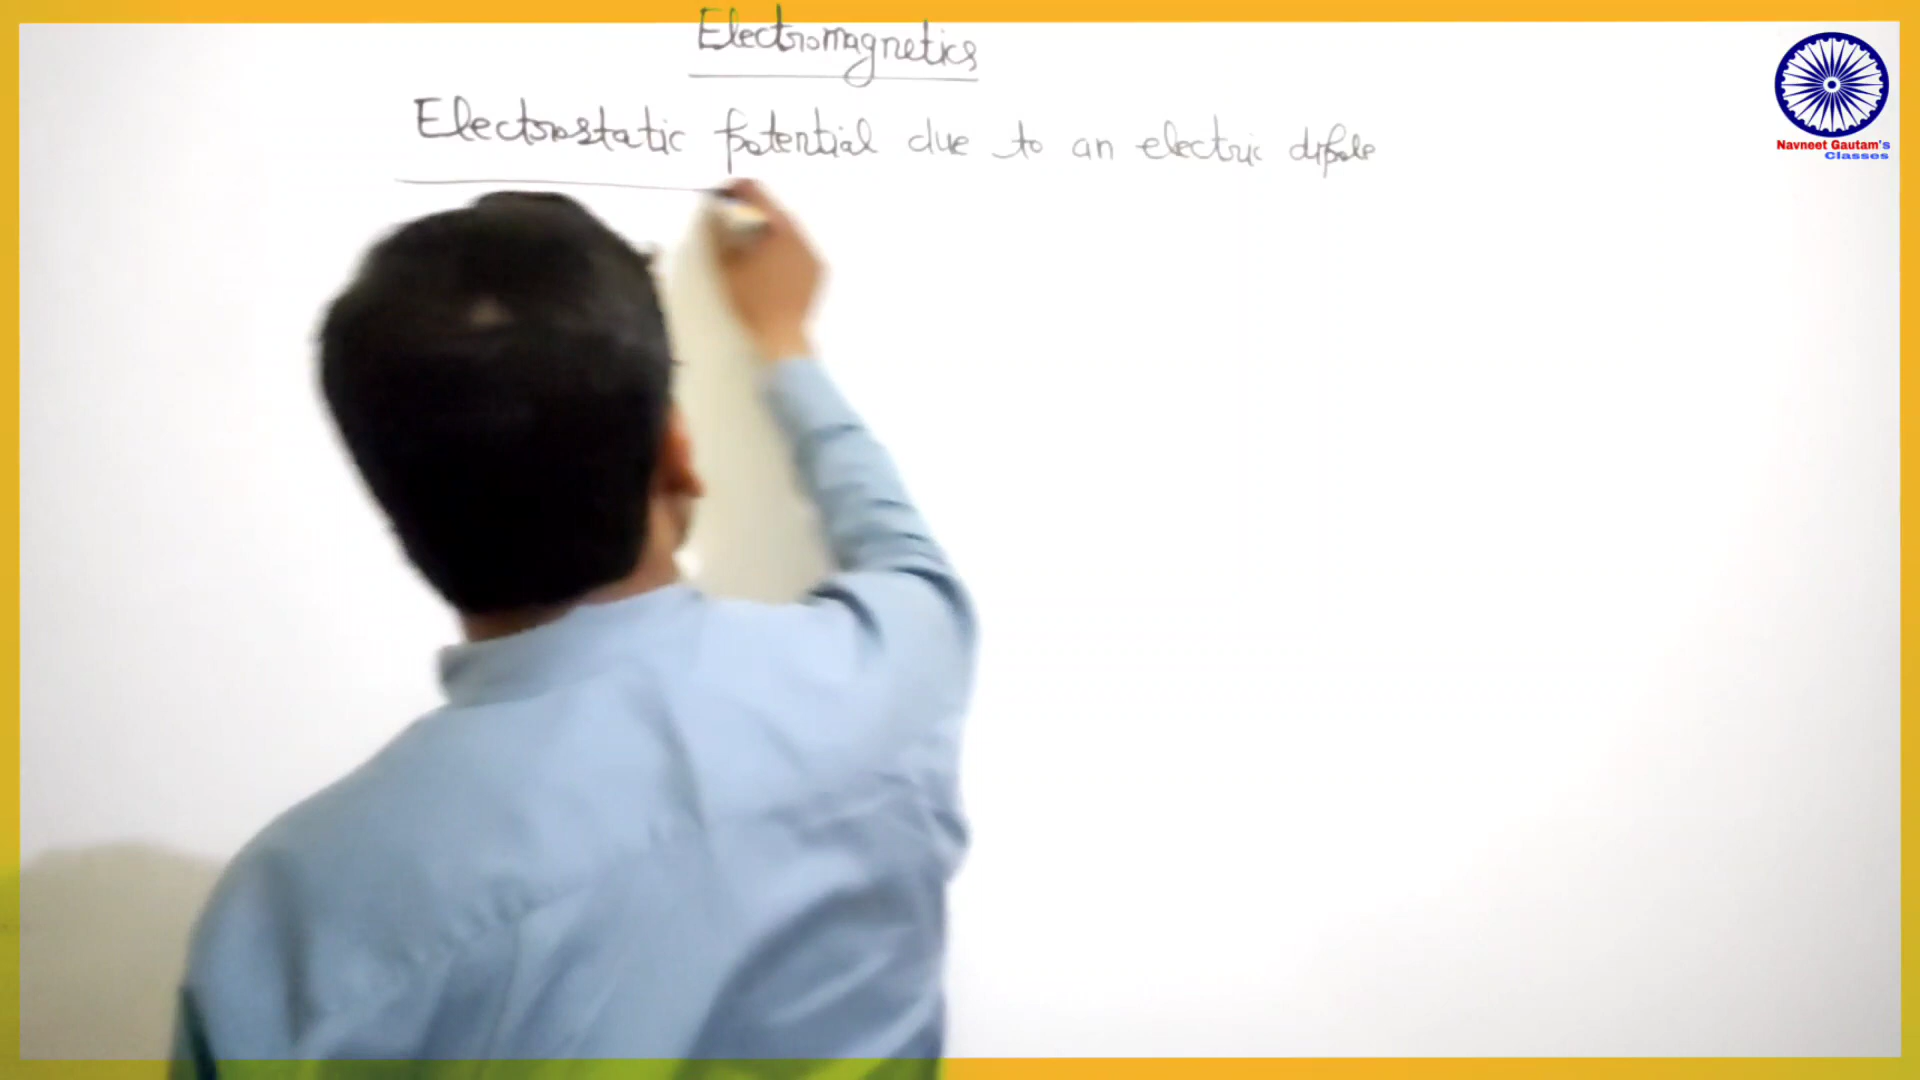 Electromagnetics
Electrostatic potential due to an electric dipole
Navneet Gautam's
Classes